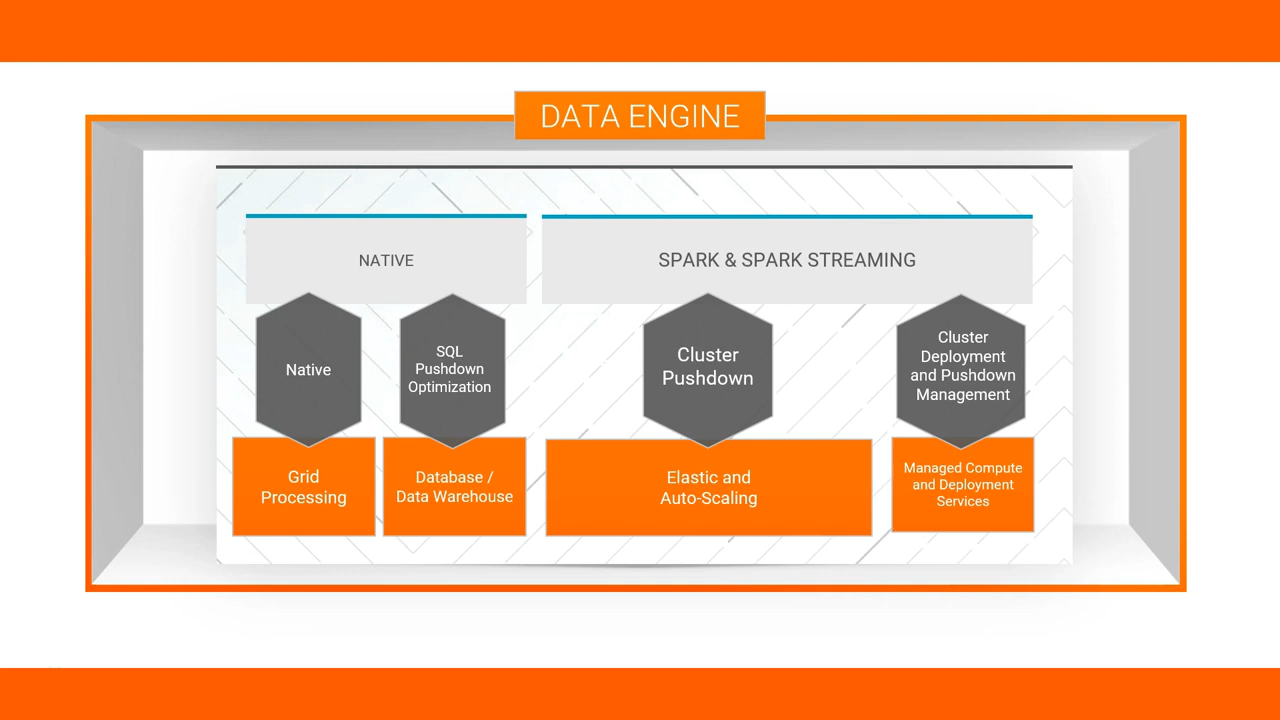 DATA ENGINE
NATIVE
SPARK & SPARK STREAMING
Native
SQL
Pushdown
Optimization
Cluster
Pushdown
Cluster
Deployment
and Pushdown
Management
Grid
Processing
Database /
Data Warehouse
Elastic and
Auto-Scaling
Managed Compute
and Deployment
Services